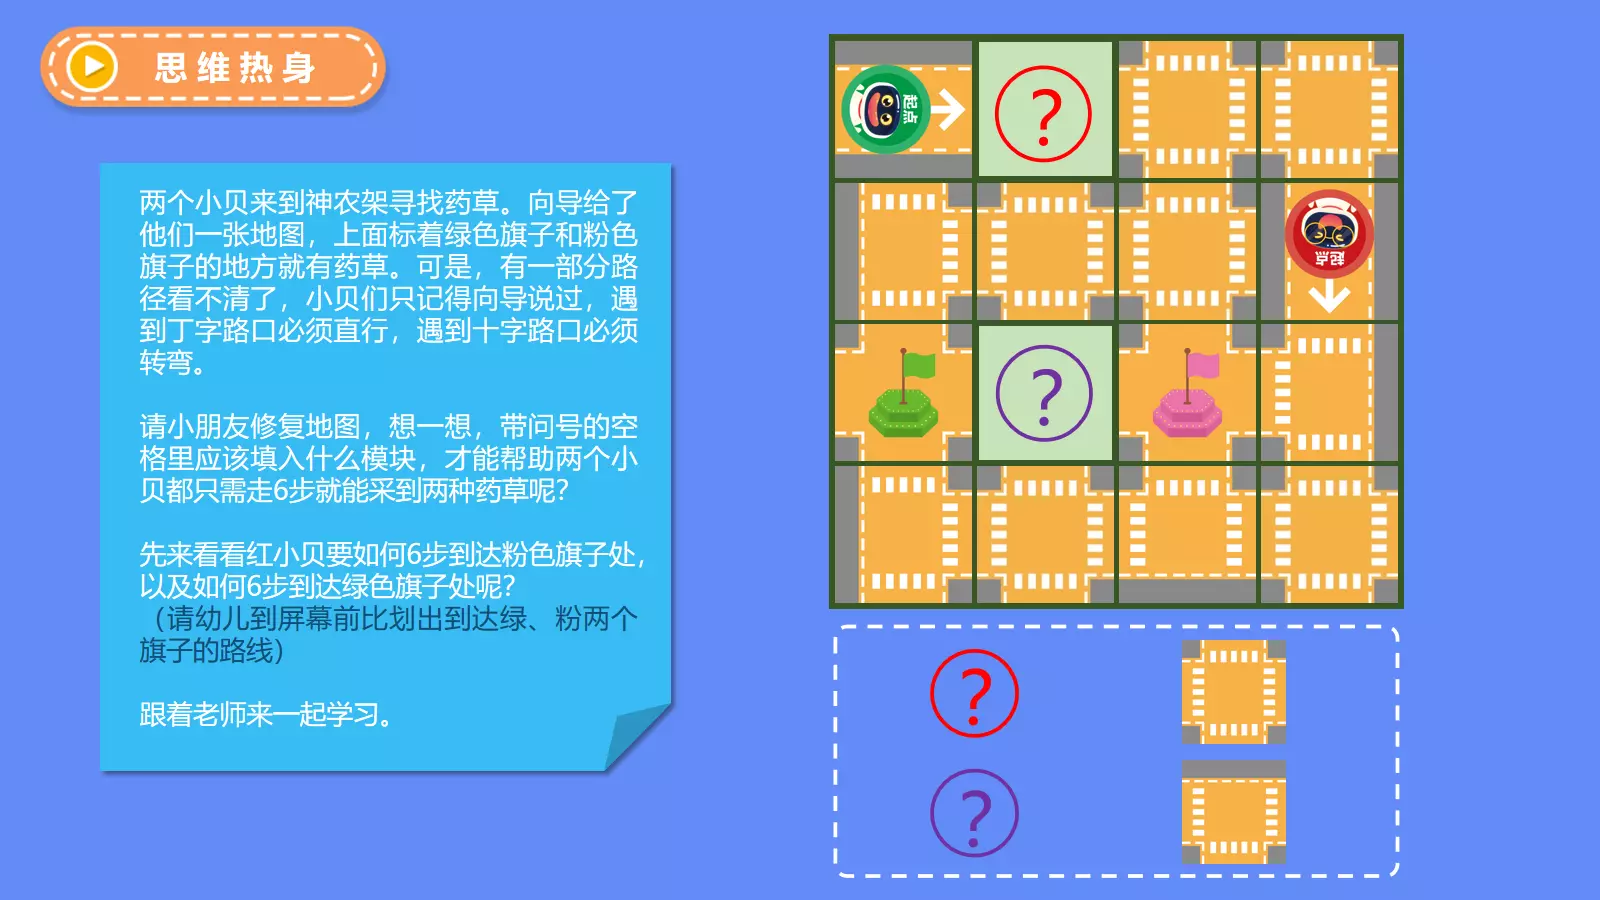 思维热身
两个小贝来到神农架寻找药草。向导给了
他们一张地图，上面标着绿色旗子和粉色
旗子的地方就有药草。可是，有一部分路
径看不清了，小贝们只记得向导说过，遇
到丁字路口必须直行，遇到十字路口必须
转弯。
请小朋友修复地图，想一想，带问号的空
格里应该填入什么模块，才能帮助两个小
贝都只需走6步就能采到两种药草呢？
先来看看红小贝要如何6步到达粉色旗子处，
以及如何6步到达绿色旗子处呢？
（请幼儿到屏幕前比划出到达绿、粉两个
旗子的路线）
跟着老师来一起学习。
起点
?
起点
?
?
?